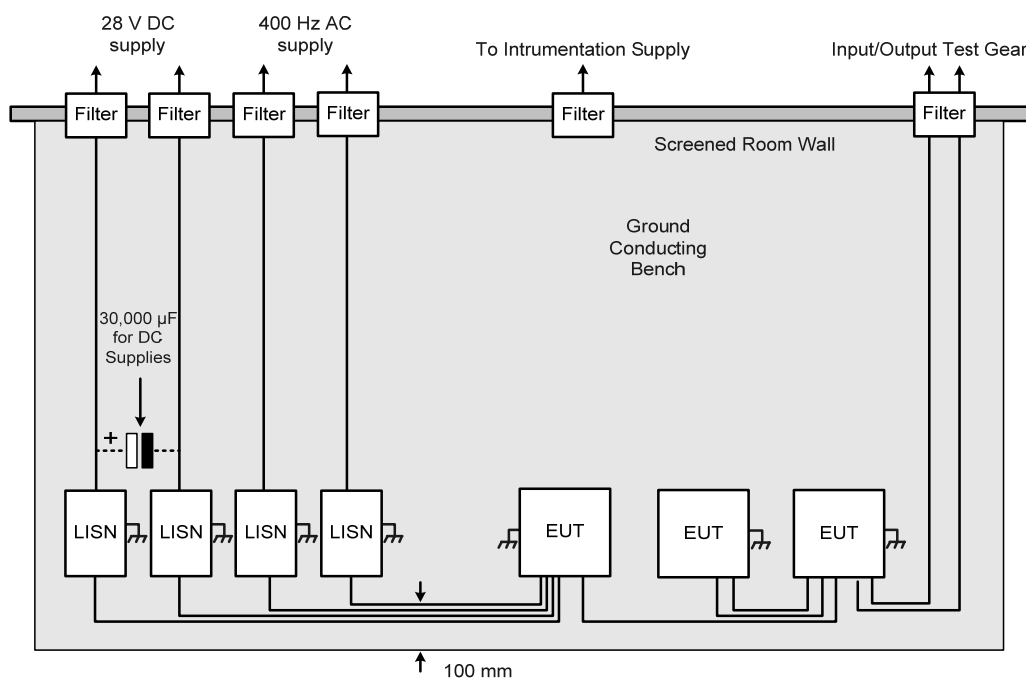 28 V DC
supply
400 Hz AC
supply
To Intrumentation Supply
Input/Output Test Gear
Filter
Filter
Filter
Filter
Filter
Filter
Screened Room Wall
Ground
Conducting
Bench
30,000 µF
for DC
Supplies
+
LISN
LISN
LISN
LISN
EUT
EUT
EUT
100 mm